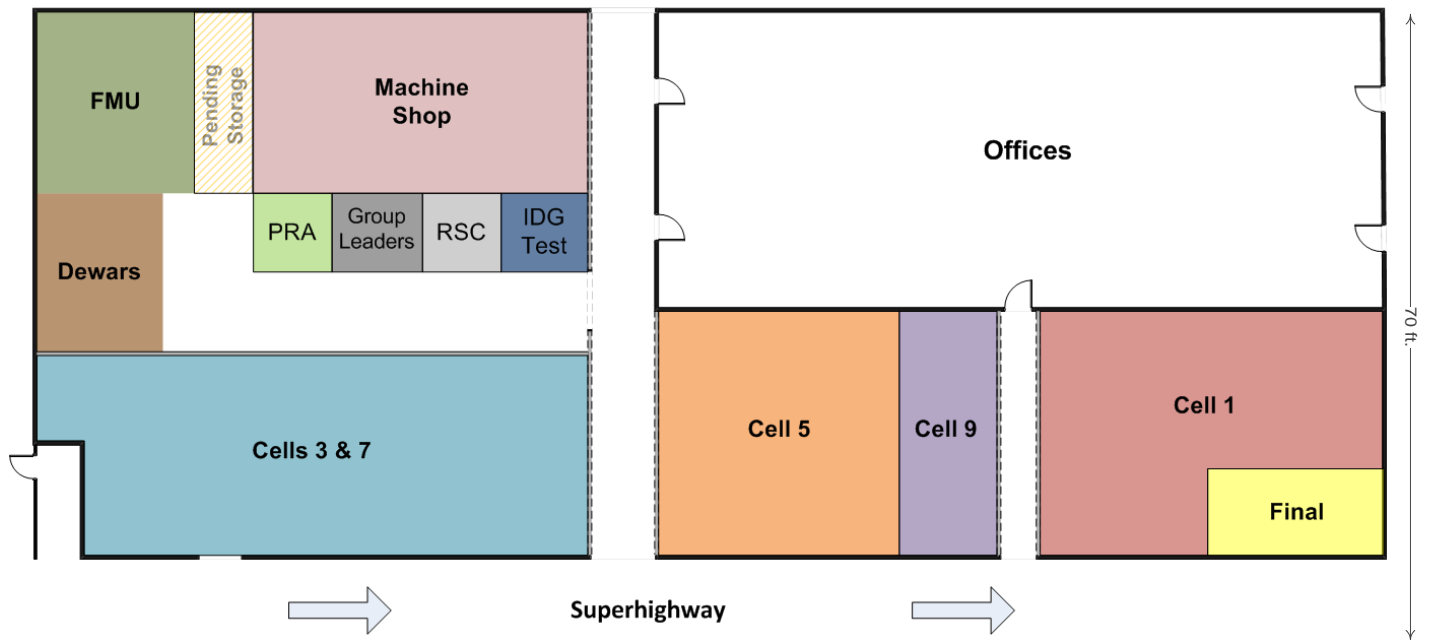 FMU
Pending
Storage
Machine
Shop
Offices
PRA
Group
Leaders
RSC
IDG
Test
Dewars
70 ft.
Cells 3 & 7
Cell 5
Cell 9
Cell 1
Final
Superhighway